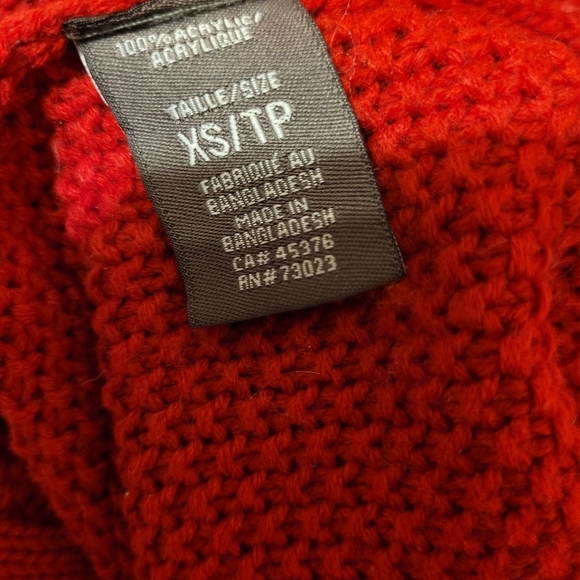 100% ACRYLIC/
ACRYLIQUE
TAILLE/SIZE
XS/TP
FABRIQUÉ AU
BANGLADESH
MADE IN
BANGLADESH
CA# 45376
RN# 73023